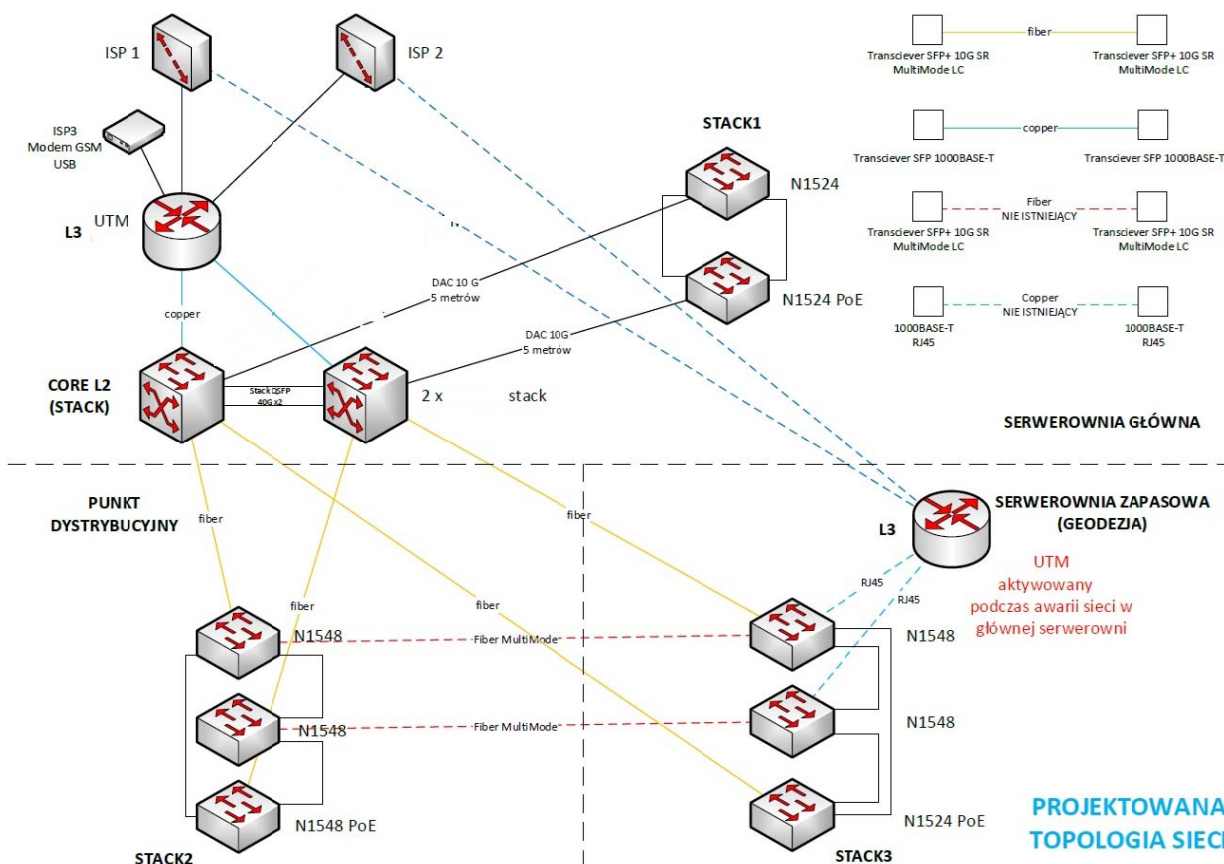 ISP 1
ISP 2
ISP3
Modem GSM
USB
UTM
L3
copper
CORE L2
(STACK)
Stack QSFP
40G x2
2 x stack
DAC 10 G
5 metrów
DAC 10G
5 metrów
STACK1
N1524
N1524 PoE
fiber
Transciever SFP+ 10G SR
MultiMode LC
Transciever SFP+ 10G SR
MultiMode LC
copper
Transciever SFP 1000BASE-T
Transciever SFP 1000BASE-T
Fiber
NIE ISTNIEJĄCY
Transciever SFP+ 10G SR
MultiMode LC
Transciever SFP+ 10G SR
MultiMode LC
Copper
NIE ISTNIEJĄCY
1000BASE-T
RJ45
1000BASE-T
RJ45
SERWEROWNIA GŁÓWNA
PUNKT
DYSTRYBUCYJNY
fiber
fiber
fiber
fiber
N1548
N1548
N1548 PoE
STACK2
Fiber MultiMode
Fiber MultiMode
SERWEROWNIA ZAPASOWA
(GEODEZJA)
L3
UTM
aktywowany
podczas awarii sieci w
głównej serwerowni
RJ45
RJ45
N1548
N1548
N1524 PoE
STACK3
PROJEKTOWANA
TOPOLOGIA SIECI